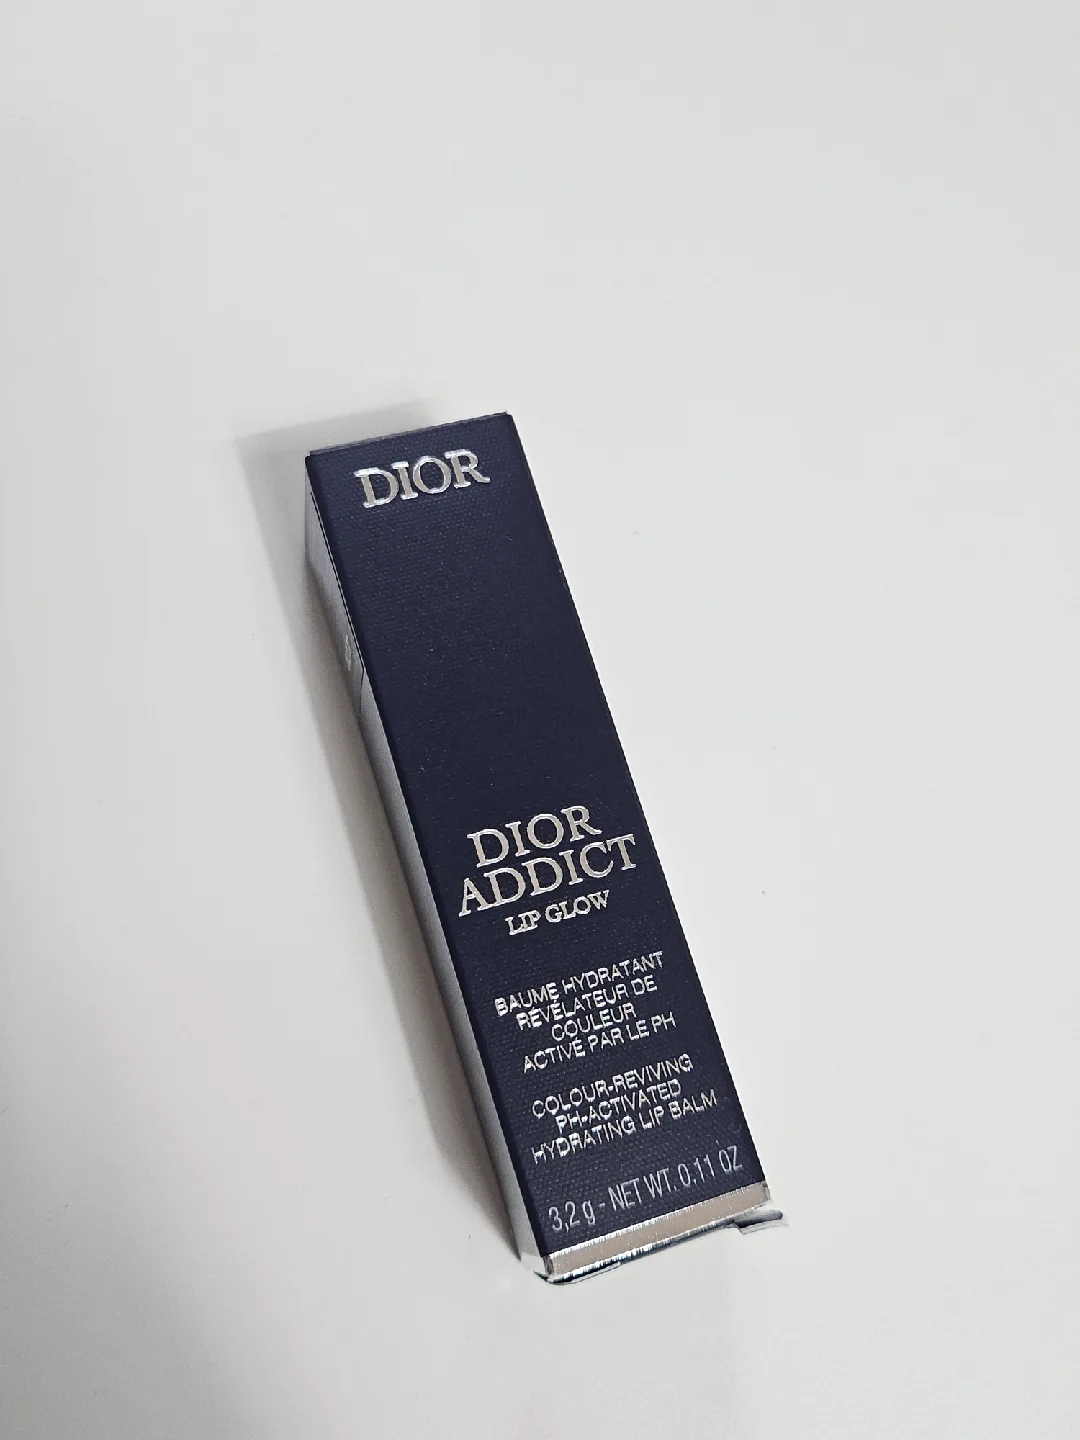 DIOR
DIOR
ADDICT
LIP GLOW
BAUME HYDRATANT
RÉVÉLATEUR DE
COULEUR
ACTIVÉ PAR LE PH
COLOUR-REVIVING
PH-ACTIVATED
HYDRATING LIP BALM
3,2 g - NET WT. 0.11 OZ